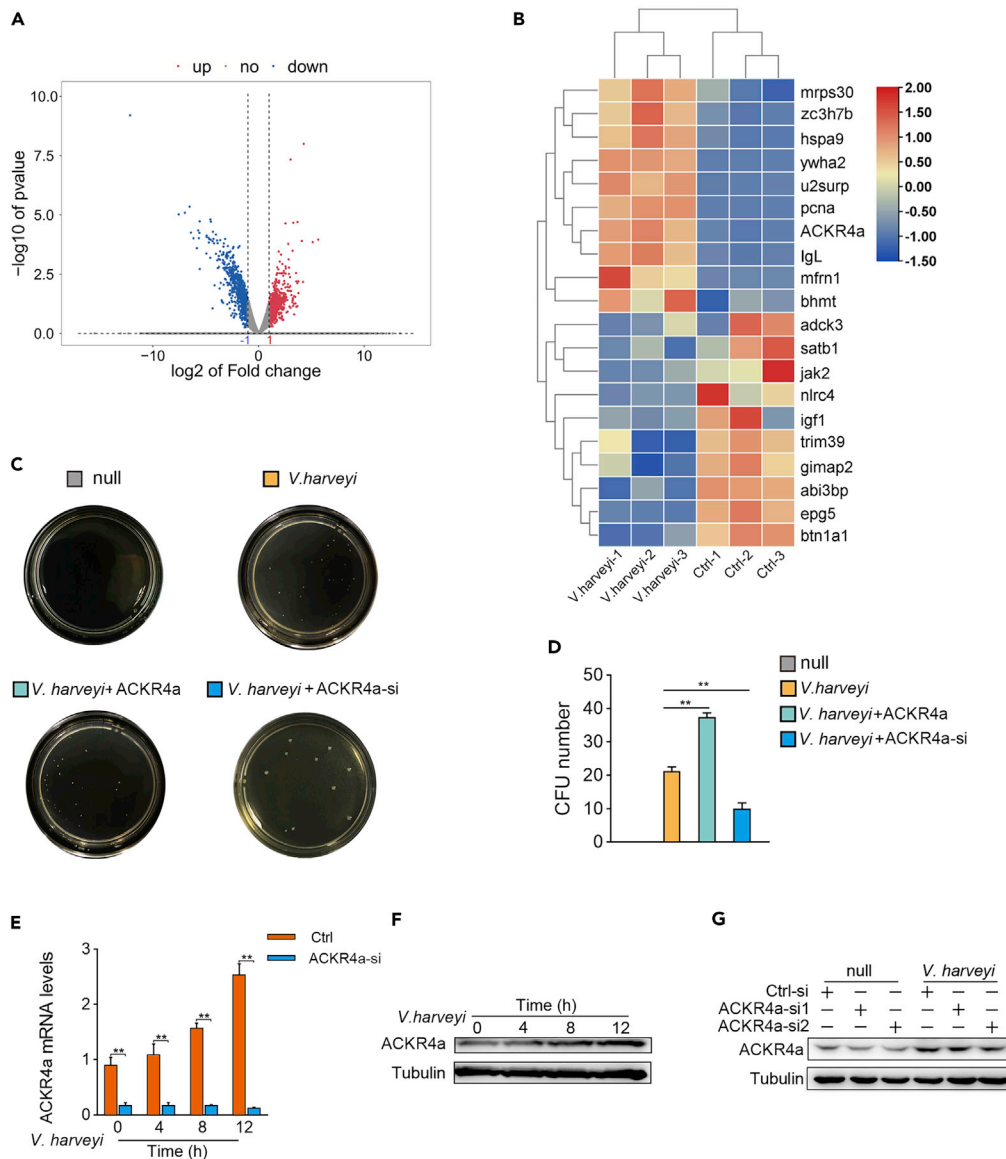 A
up no down
−log10 of pvalue
10.0
7.5
5.0
2.5
0.0
−10 -1 0 1 10
log2 of Fold change
B
mrps30
zc3h7b
hspa9
ywha2
u2surp
pcna
ACKR4a
IgL
mfrn1
bhmt
adck3
satb1
jak2
nlrc4
igf1
trim39
gimap2
abi3bp
epg5
btn1a1
V.harveyi-1 V.harveyi-2 V.harveyi-3 Ctrl-1 Ctrl-2 Ctrl-3
2.00
1.50
1.00
0.50
0.00
-0.50
-1.00
-1.50
C
null V.harveyi
V. harveyi+ACKR4a V. harveyi +ACKR4a-si
D
CFU number
50
40
30
20
10
0
**
**
null
V.harveyi
V. harveyi +ACKR4a
V. harveyi +ACKR4a-si
E
ACKR4a mRNA levels
3
2
1
0
** ** ** **
Ctrl
ACKR4a-si
0 4 8 12
V. harveyi Time (h)
F
Time (h)
V.harveyi 0 4 8 12
ACKR4a
Tubulin
G
null V. harveyi
Ctrl-si + − − + − −
ACKR4a-si1 − + − − + −
ACKR4a-si2 − − + − − +
ACKR4a
Tubulin